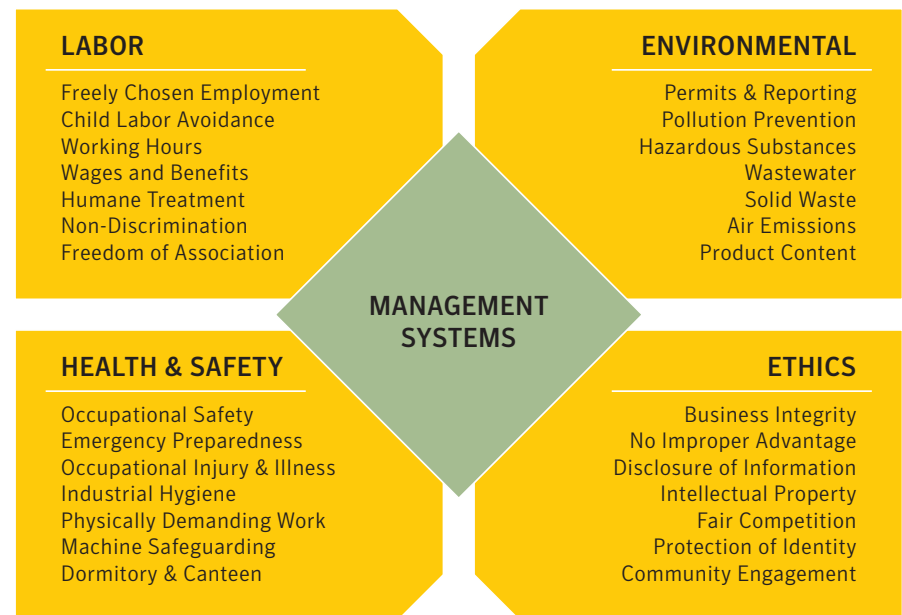 LABOR
Freely Chosen Employment
Child Labor Avoidance
Working Hours
Wages and Benefits
Humane Treatment
Non-Discrimination
Freedom of Association
ENVIRONMENTAL
Permits & Reporting
Pollution Prevention
Hazardous Substances
Wastewater
Solid Waste
Air Emissions
Product Content
MANAGEMENT
SYSTEMS
HEALTH & SAFETY
Occupational Safety
Emergency Preparedness
Occupational Injury & Illness
Industrial Hygiene
Physically Demanding Work
Machine Safeguarding
Dormitory & Canteen
ETHICS
Business Integrity
No Improper Advantage
Disclosure of Information
Intellectual Property
Fair Competition
Protection of Identity
Community Engagement